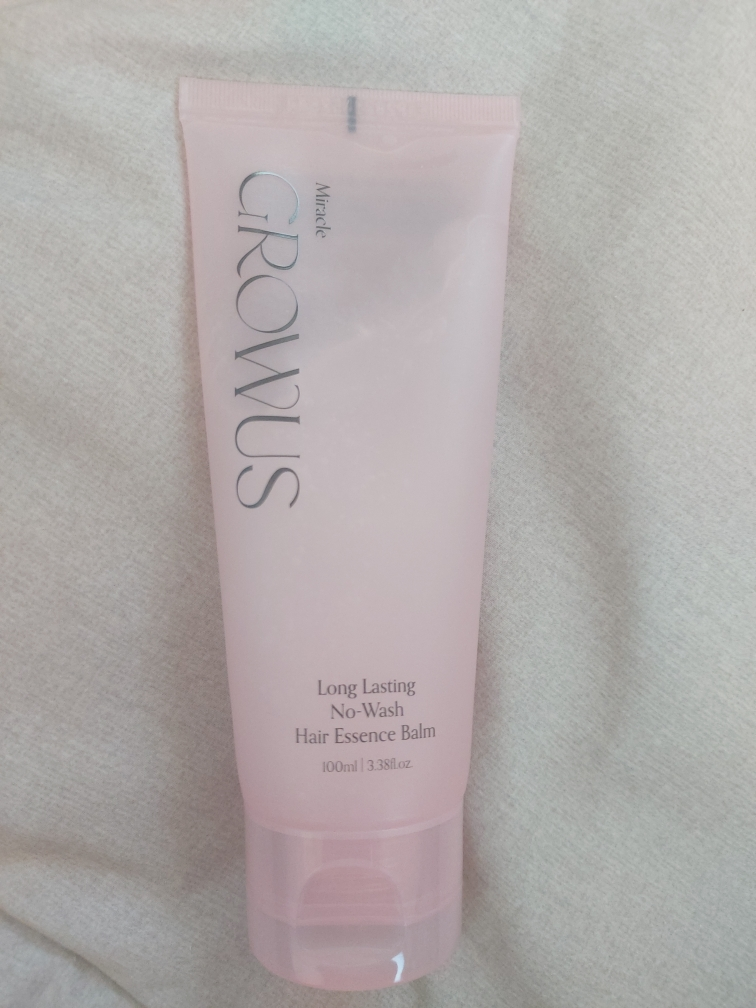 Miracle
GROWUS
Long Lasting
No-Wash
Hair Essence Balm
100ml | 3.38fl.oz.